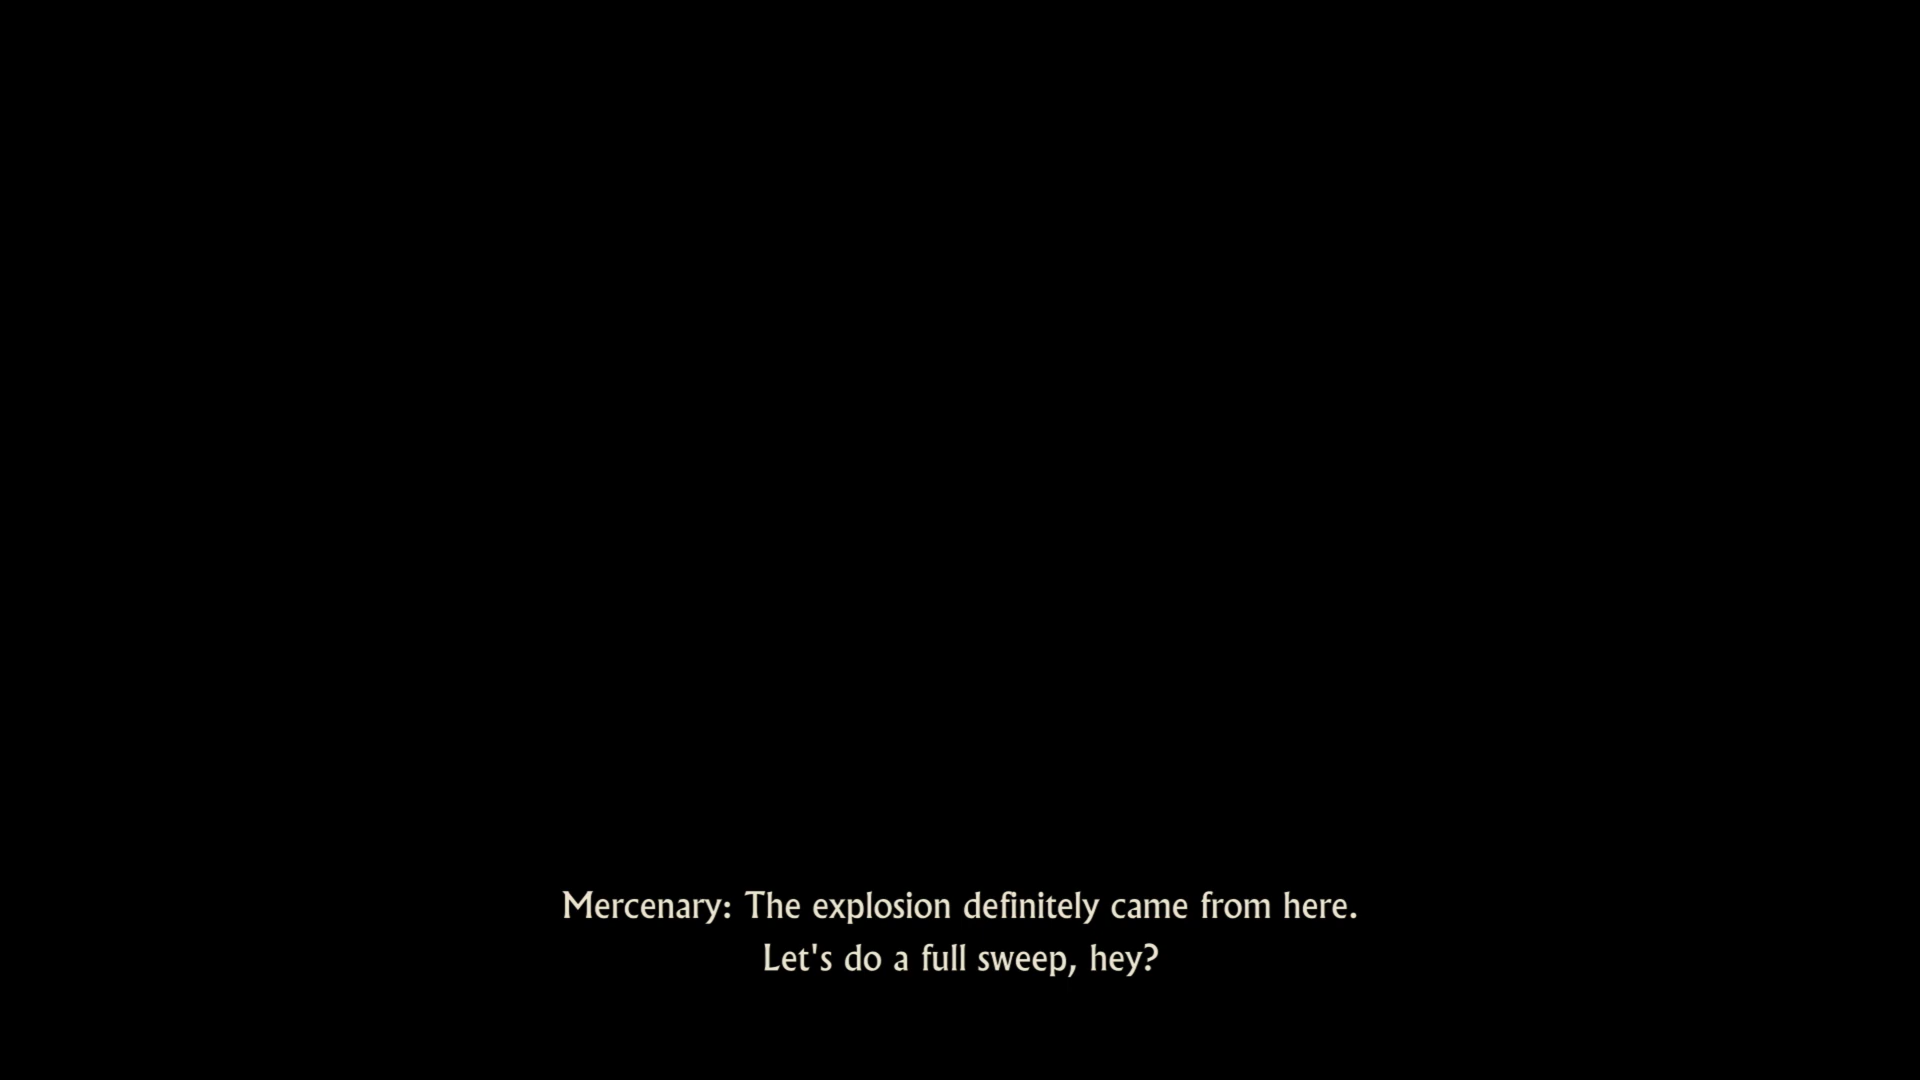 Mercenary: The explosion definitely came from here.
Let's do a full sweep, hey?